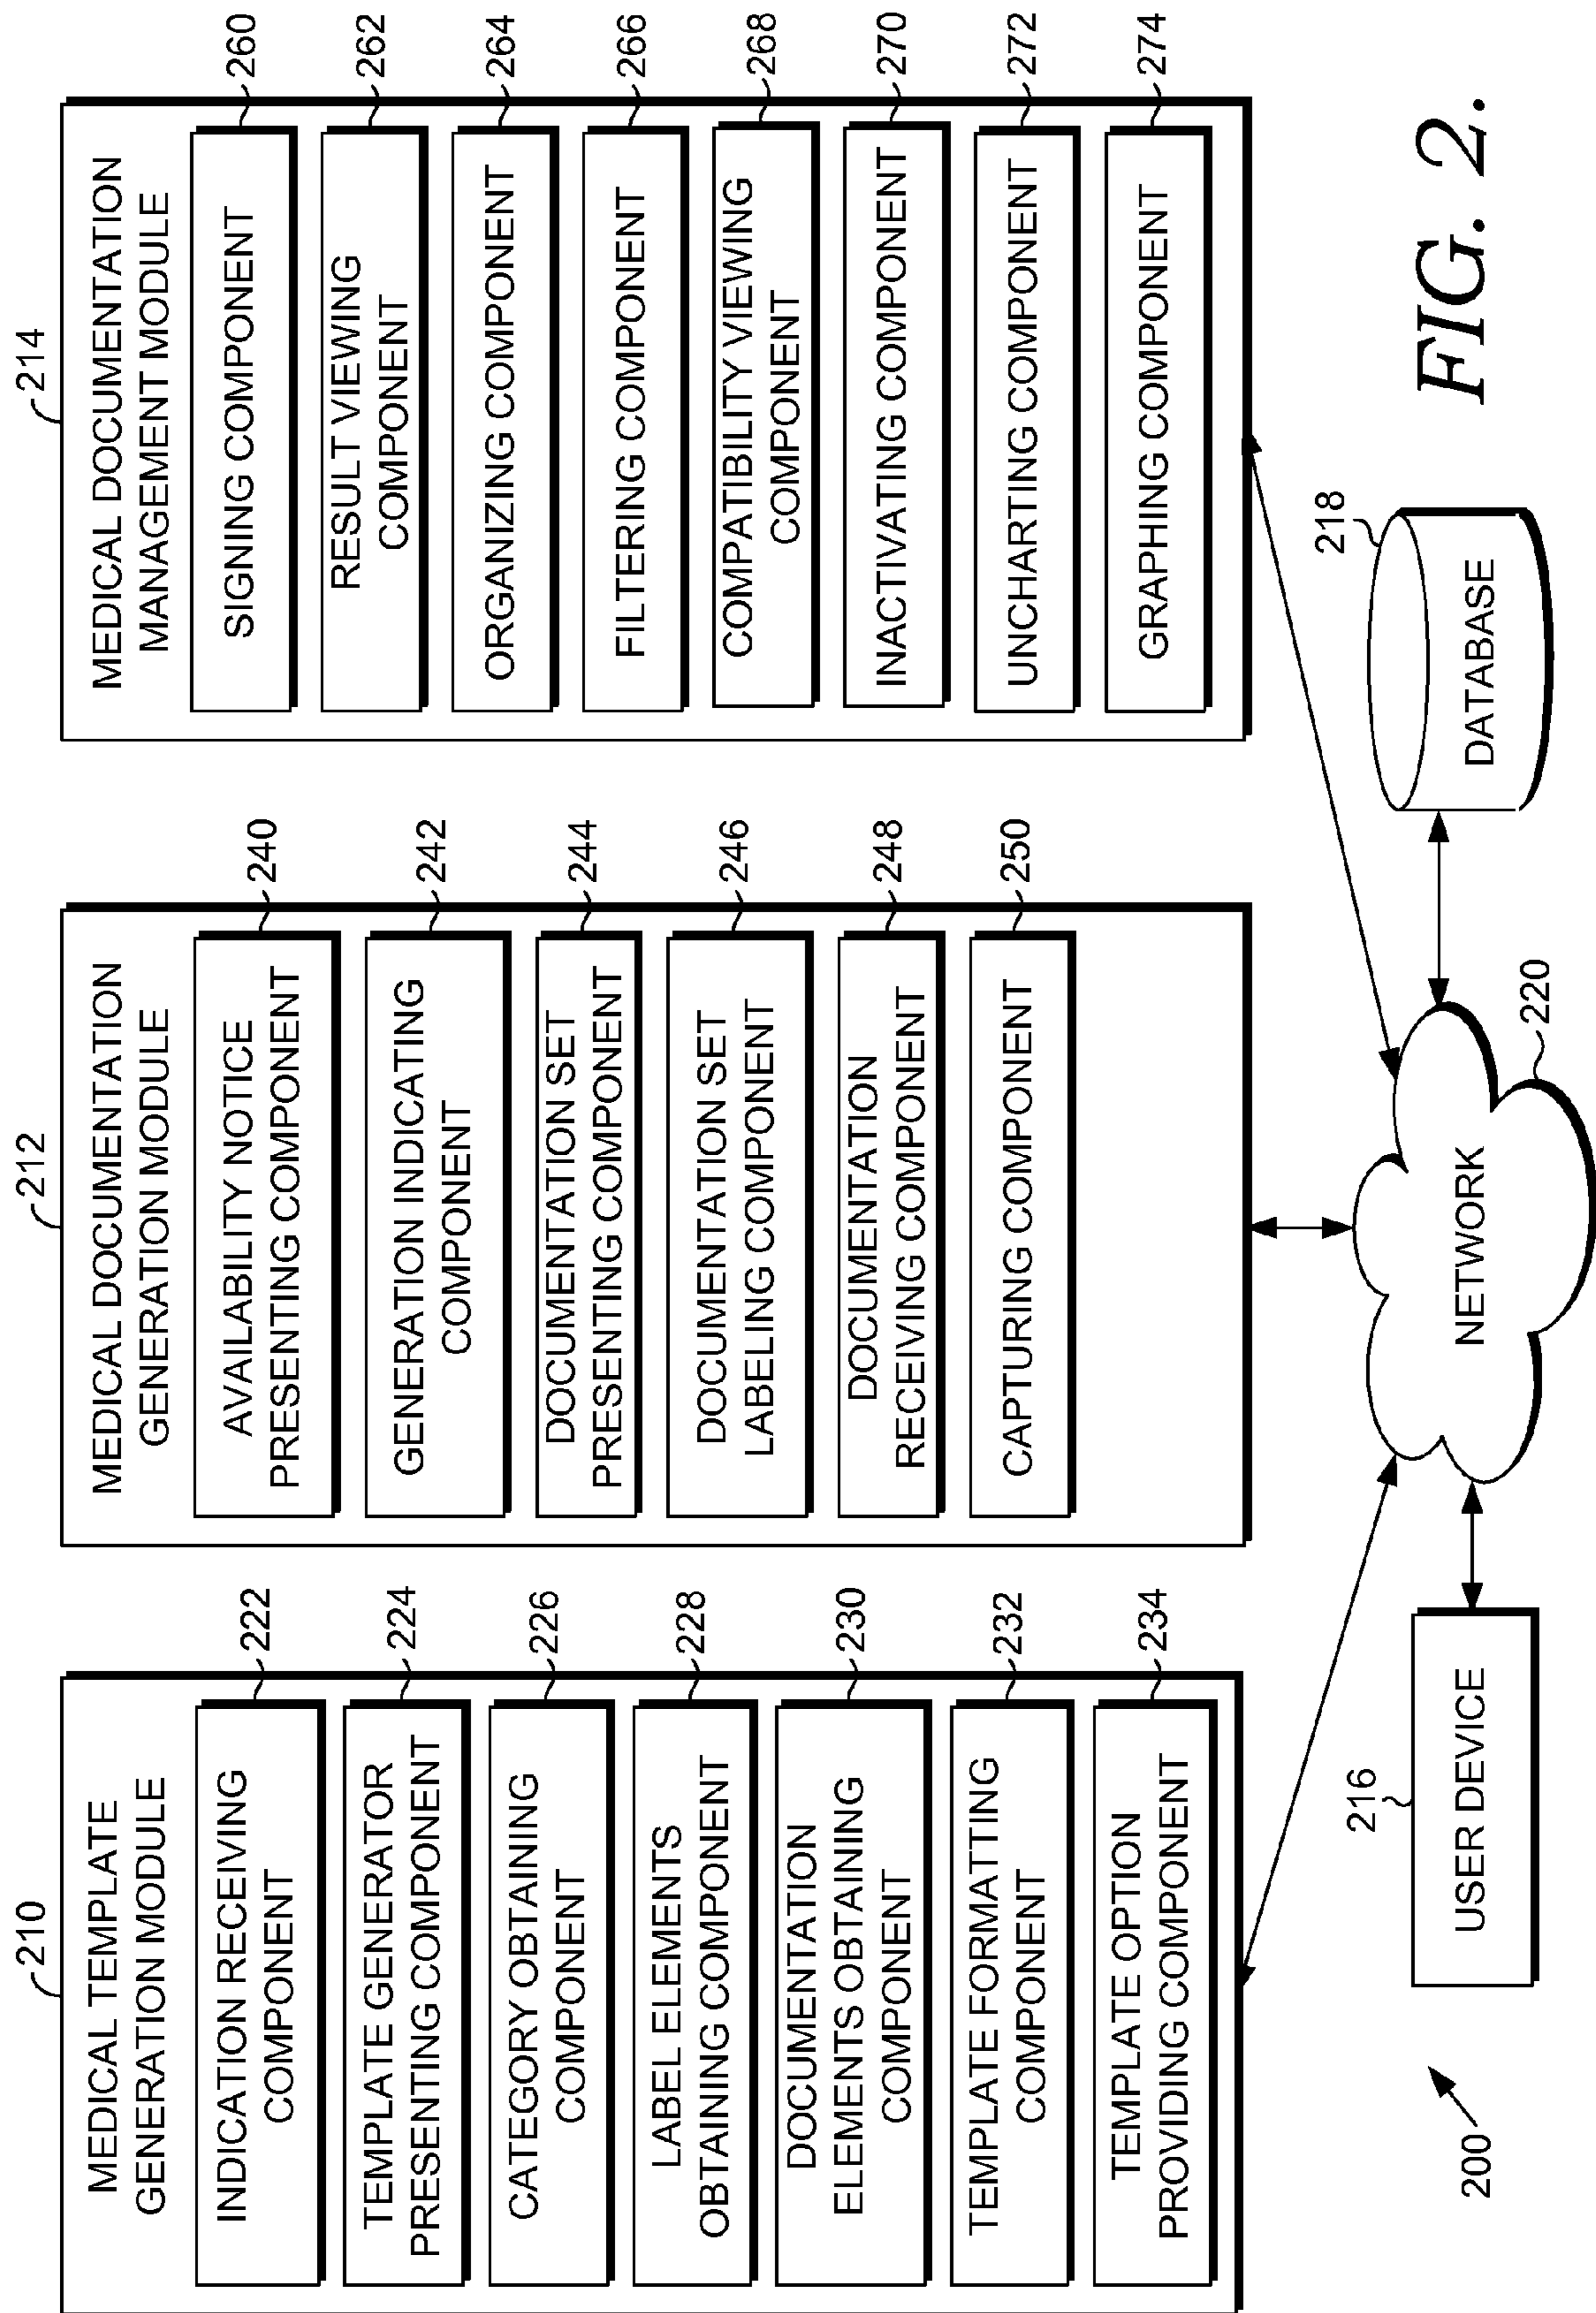 210
MEDICAL TEMPLATE
GENERATION MODULE
INDICATION RECEIVING
COMPONENT
222
TEMPLATE GENERATOR
PRESENTING COMPONENT
224
CATEGORY OBTAINING
COMPONENT
226
LABEL ELEMENTS
OBTAINING COMPONENT
228
DOCUMENTATION
ELEMENTS OBTAINING
COMPONENT
230
TEMPLATE FORMATTING
COMPONENT
232
TEMPLATE OPTION
PROVIDING COMPONENT
234
212
MEDICAL DOCUMENTATION
GENERATION MODULE
AVAILABILITY NOTICE
PRESENTING COMPONENT
240
GENERATION INDICATING
COMPONENT
242
DOCUMENTATION SET
PRESENTING COMPONENT
244
DOCUMENTATION SET
LABELING COMPONENT
246
DOCUMENTATION
RECEIVING COMPONENT
248
CAPTURING COMPONENT
250
214
MEDICAL DOCUMENTATION
MANAGEMENT MODULE
SIGNING COMPONENT
260
RESULT VIEWING
COMPONENT
262
ORGANIZING COMPONENT
264
FILTERING COMPONENT
266
COMPATIBILITY VIEWING
COMPONENT
268
INACTIVATING COMPONENT
270
UNCHARTING COMPONENT
272
GRAPHING COMPONENT
274
216
USER DEVICE
NETWORK
220
218
DATABASE
200
FIG. 2.